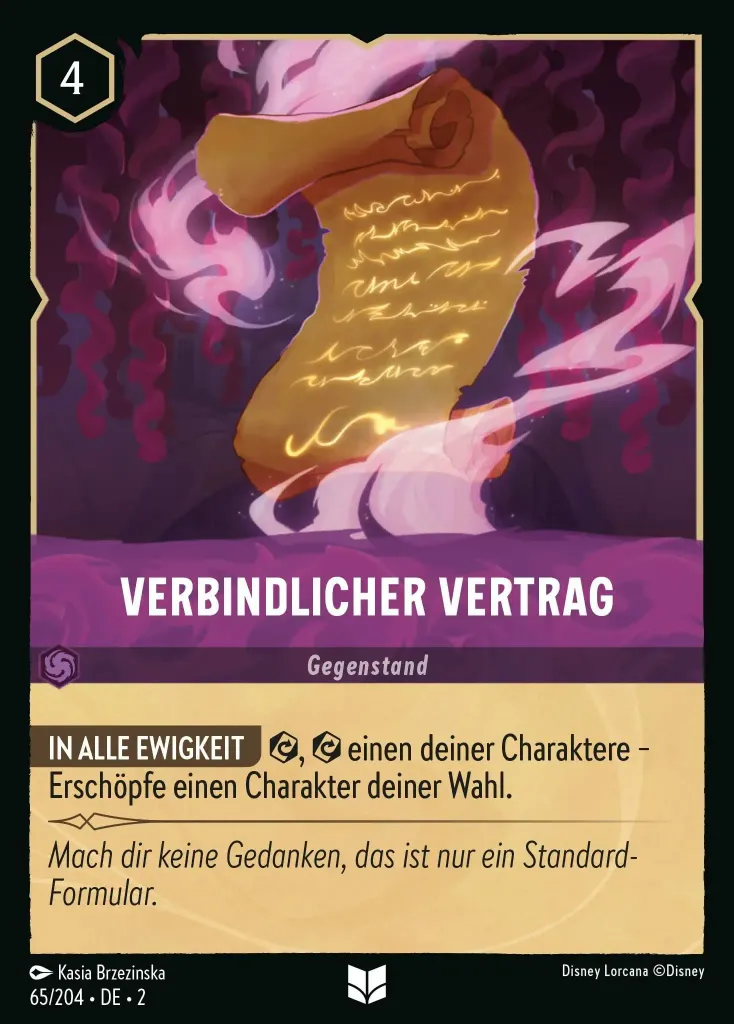 4
VERBINDLICHER VERTRAG
Gegenstand
IN ALLE EWIGKEIT , einen deiner Charaktere –
Erschöpfe einen Charakter deiner Wahl.
Mach dir keine Gedanken, das ist nur ein Standard-
Formular.
Kasia Brzezinska
Disney Lorcana ©Disney
65/204 • DE • 2